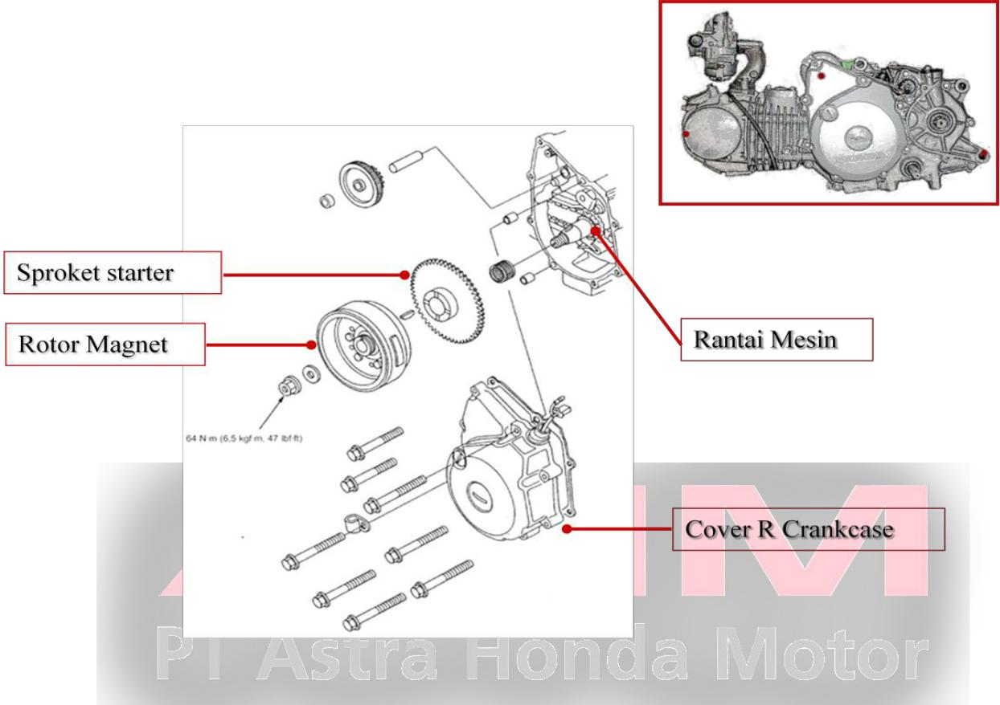 Sproket starter
Rotor Magnet
Rantai Mesin
64 N·m (6,5 kgf·m, 47 lbf·ft)
Cover R Crankcase
PT Astra Honda Motor